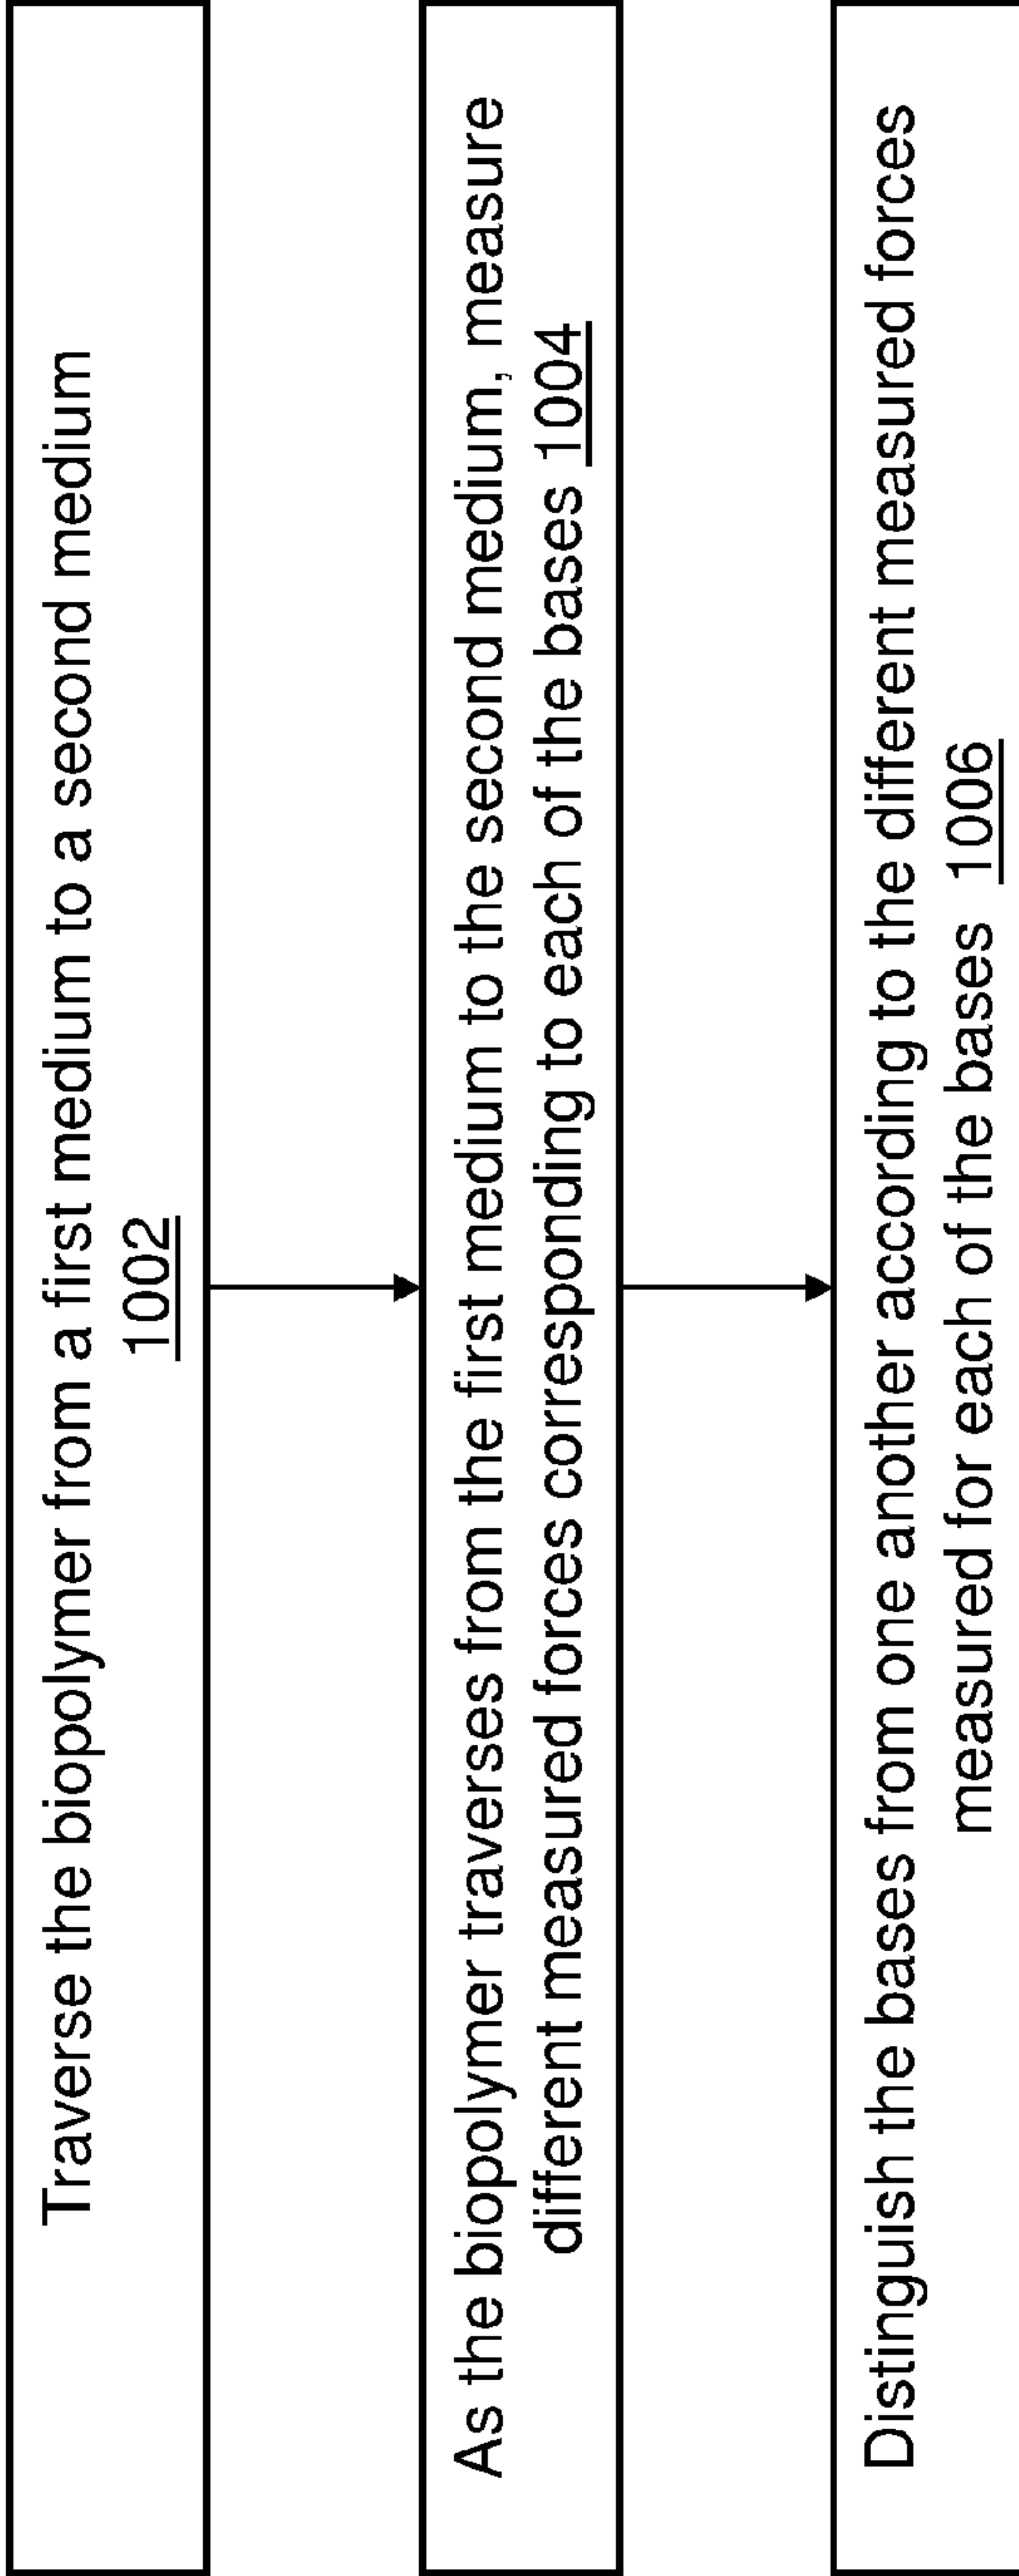 Traverse the biopolymer from a first medium to a second medium
1002
As the biopolymer traverses from the first medium to the second medium, measure
different measured forces corresponding to each of the bases 1004
Distinguish the bases from one another according to the different measured forces
measured for each of the bases 1006